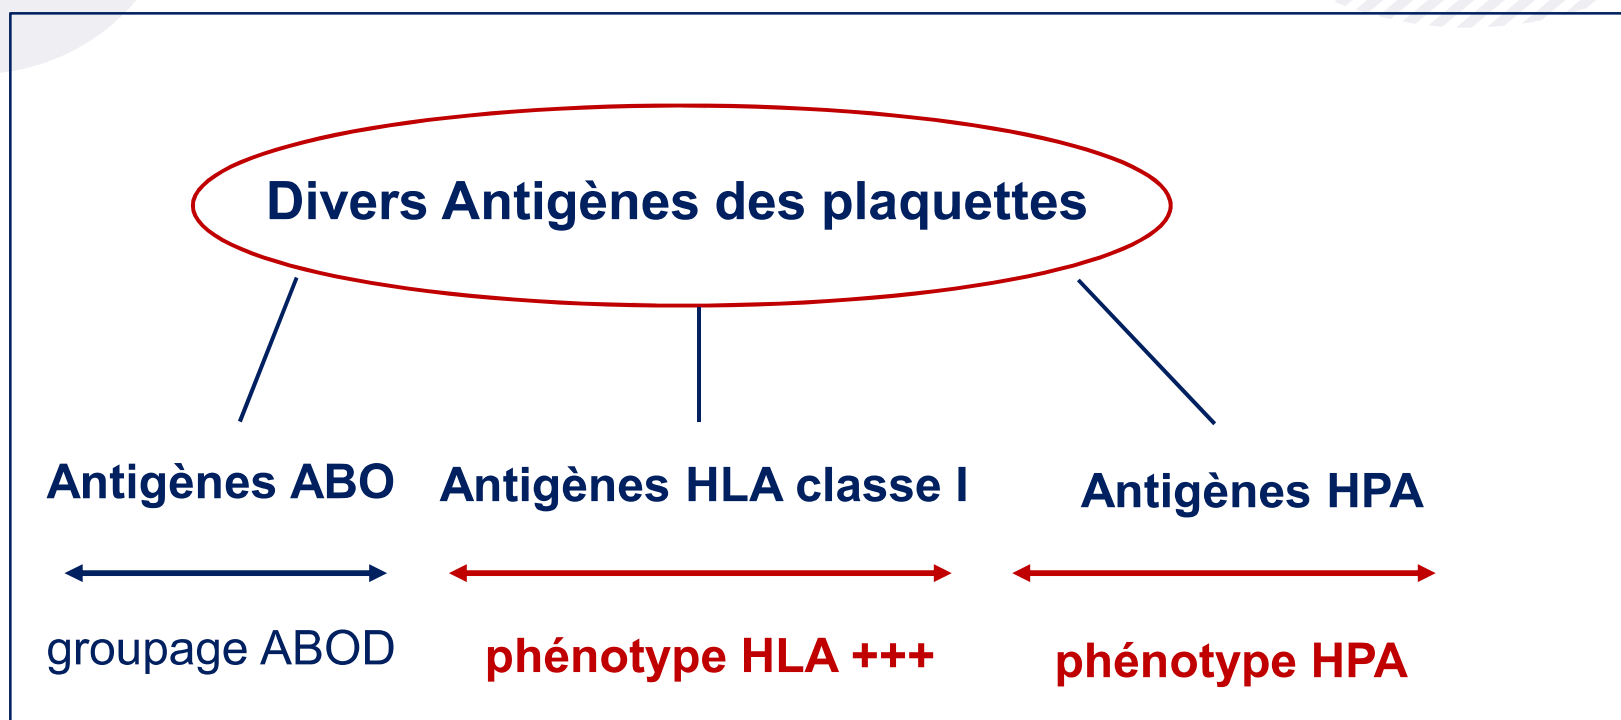 Divers Antigènes des plaquettes
Antigènes ABO
Antigènes HLA classe I
Antigènes HPA
groupage ABOD
phénotype HLA +++
phénotype HPA